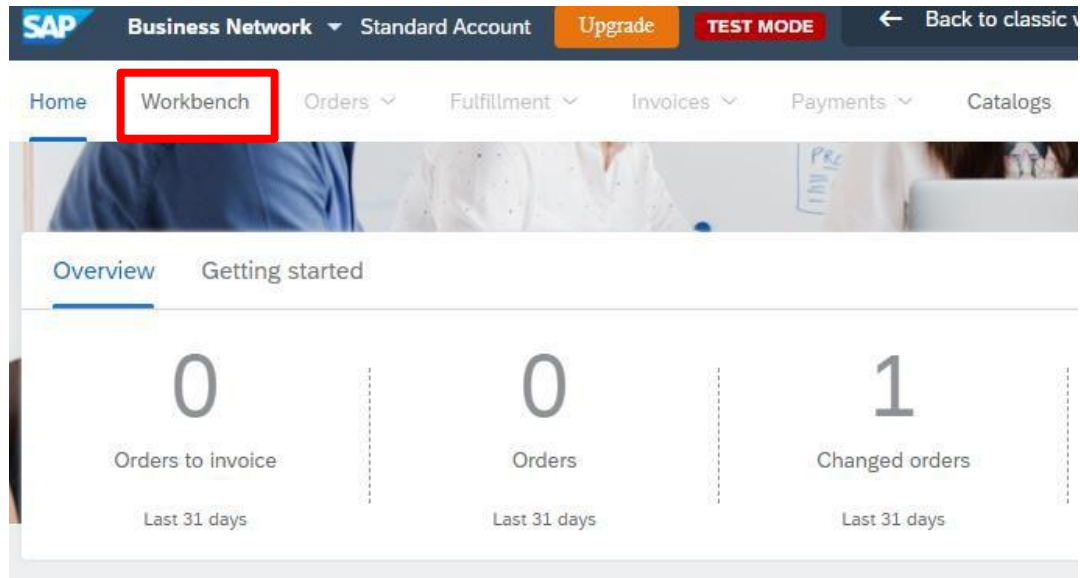 SAP Business Network Standard Account Upgrade TEST MODE ← Back to classic
Home Workbench Orders Fulfillment Invoices Payments Catalogs
Overview Getting started
0 0 1
Orders to invoice Orders Changed orders
Last 31 days Last 31 days Last 31 days